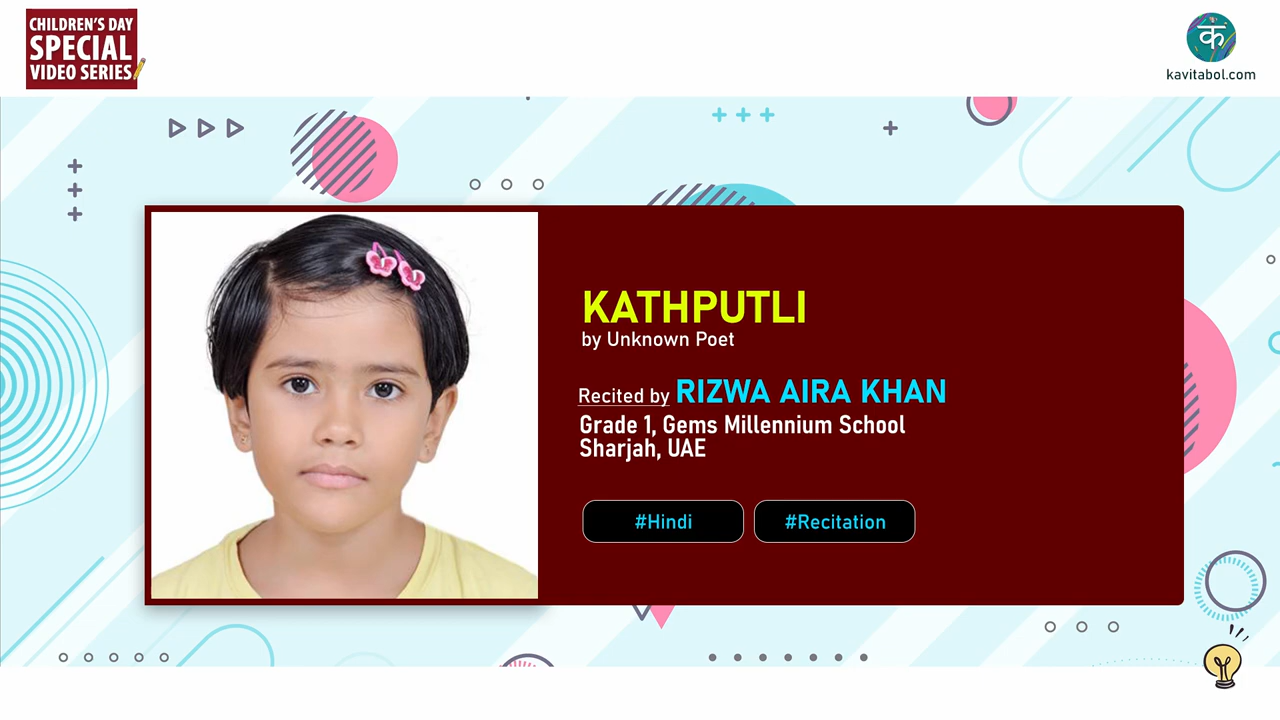 CHILDREN'S DAY
SPECIAL
VIDEO SERIES
क
kavitabol.com
KATHPUTLI
by Unknown Poet
Recited by RIZWA AIRA KHAN
Grade 1, Gems Millennium School
Sharjah, UAE
#Hindi #Recitation